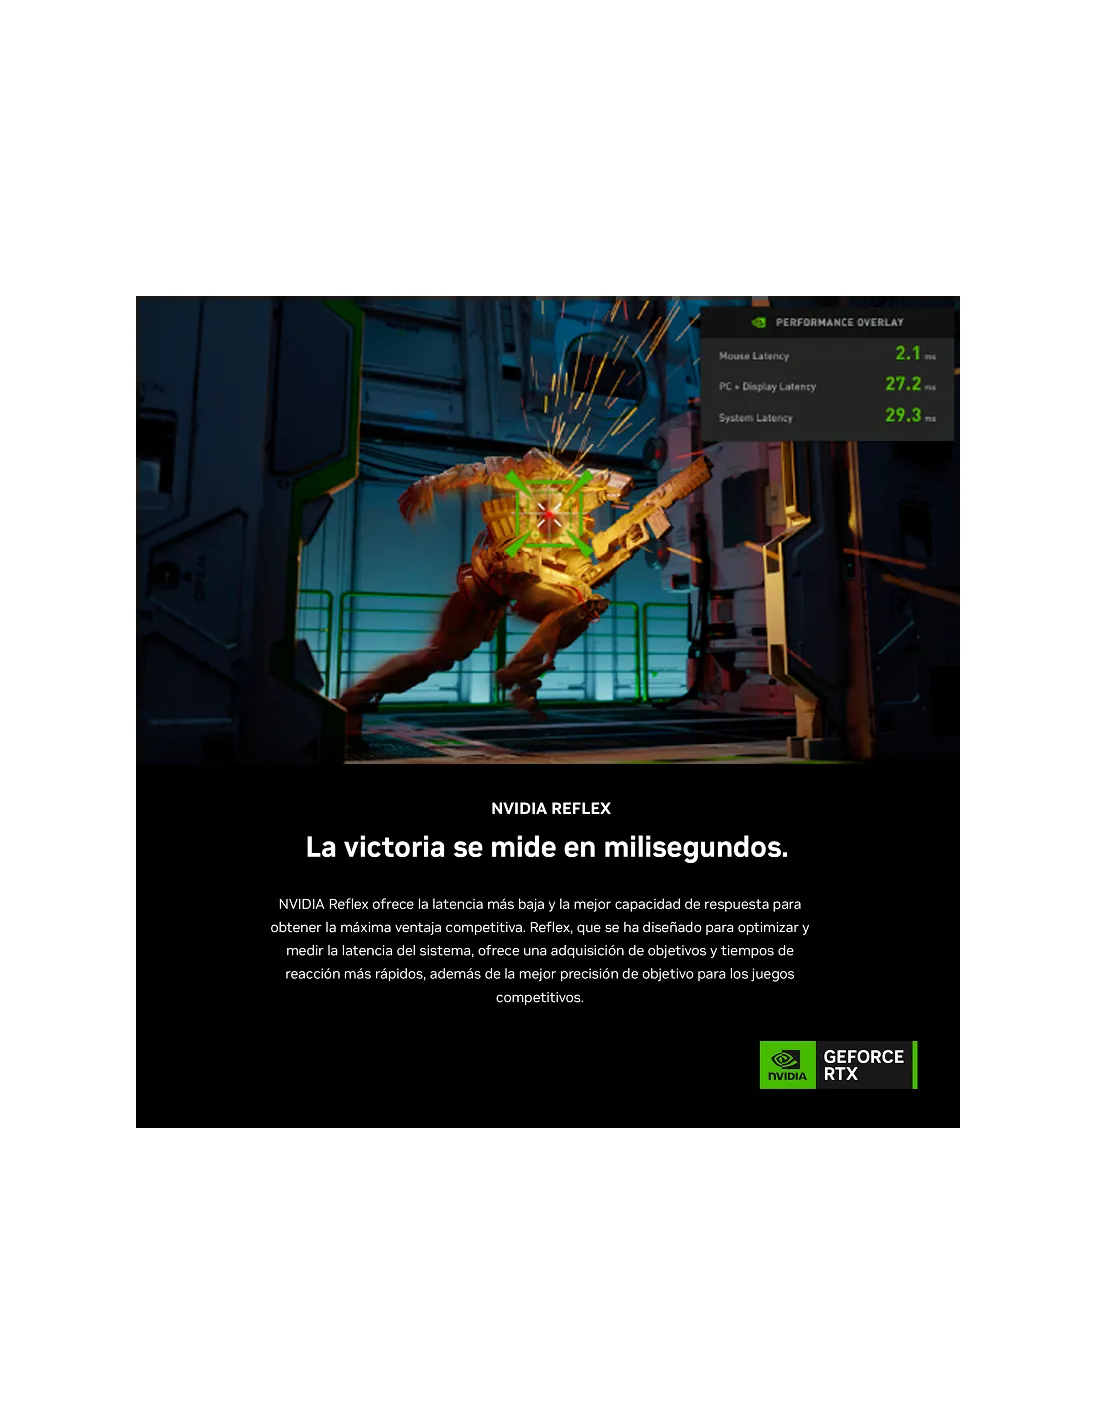 PERFORMANCE OVERLAY
Mouse Latency 2.1 ms
PC + Display Latency 27.2 ms
System Latency 29.3 ms
OPEN
NVIDIA REFLEX
La victoria se mide en milisegundos.
NVIDIA Reflex ofrece la latencia más baja y la mejor capacidad de respuesta para
obtener la máxima ventaja competitiva. Reflex, que se ha diseñado para optimizar y
medir la latencia del sistema, ofrece una adquisición de objetivos y tiempos de
reacción más rápidos, además de la mejor precisión de objetivo para los juegos
competitivos.
NVIDIA
GEFORCE
RTX